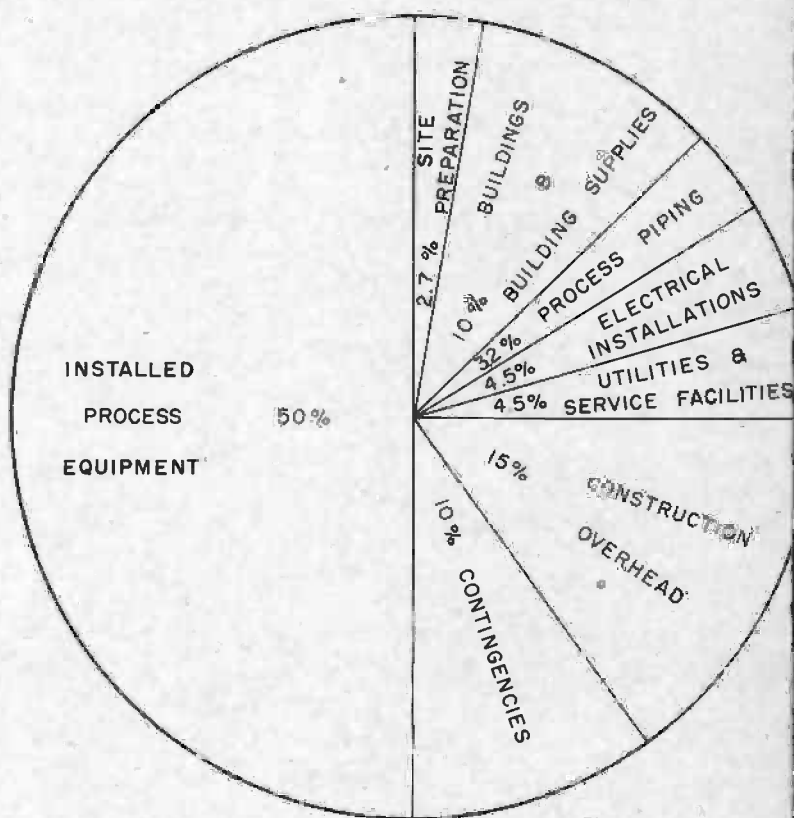 SITE
PREPARATION
2.7 %
BUILDINGS
&
BUILDING SUPPLIES
10%
PROCESS PIPING
3.2%
ELECTRICAL
INSTALLATIONS
4.5%
UTILITIES &
SERVICE FACILITIES
4.5%
INSTALLED
PROCESS 50%
EQUIPMENT
15% CONSTRUCTION
OVERHEAD
10% CONTINGENCIES